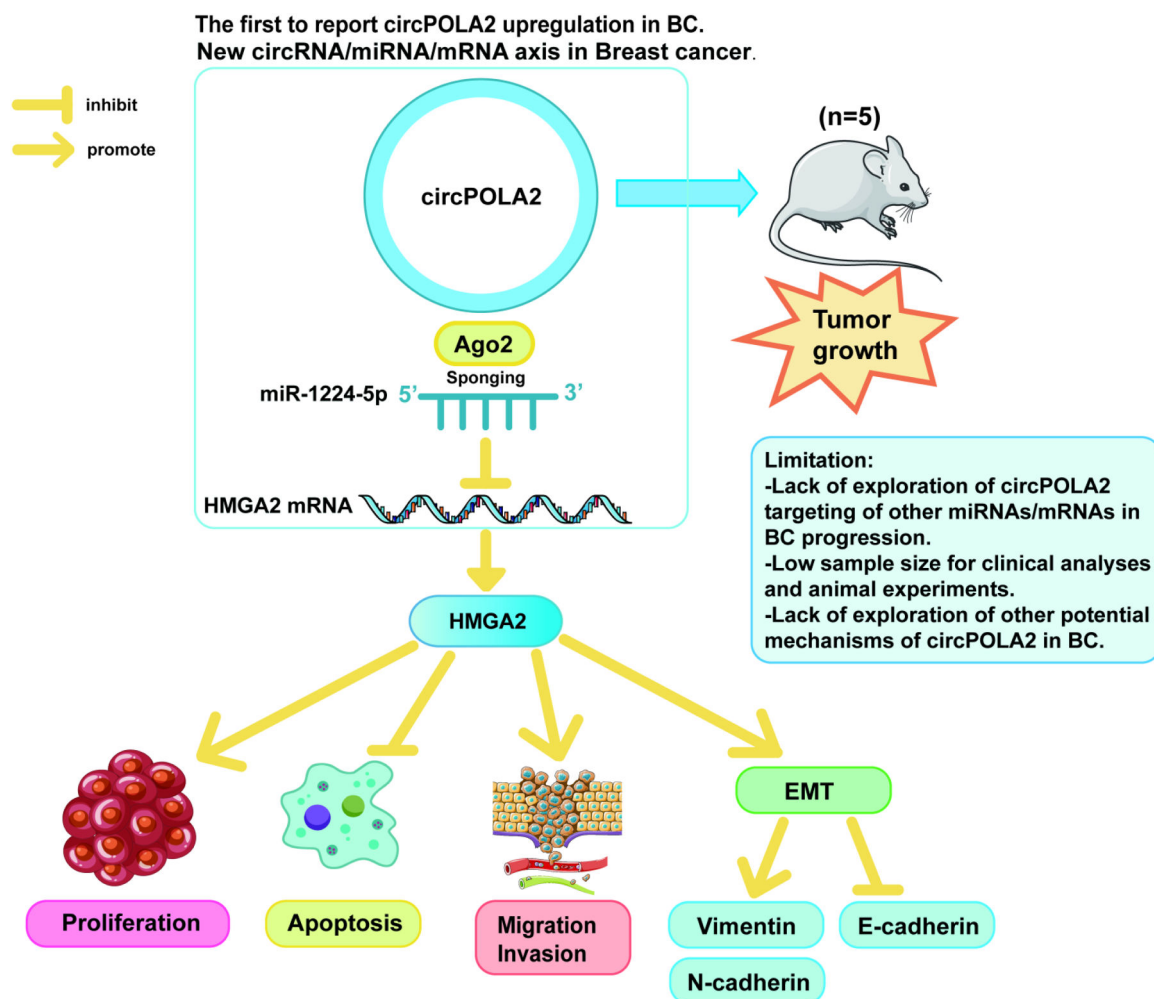 The first to report circPOLA2 upregulation in BC.
New circRNA/miRNA/mRNA axis in Breast cancer.
inhibit
promote
circPOLA2
(n=5)
Tumor
growth
Ago2
Sponging
miR-1224-5p 5’ 3’
HMGA2 mRNA
Limitation:
-Lack of exploration of circPOLA2
targeting of other miRNAs/mRNAs in
BC progression.
-Low sample size for clinical analyses
and animal experiments.
-Lack of exploration of other potential
mechanisms of circPOLA2 in BC.
HMGA2
EMT
Proliferation
Apoptosis
Migration
Invasion
Vimentin
E-cadherin
N-cadherin